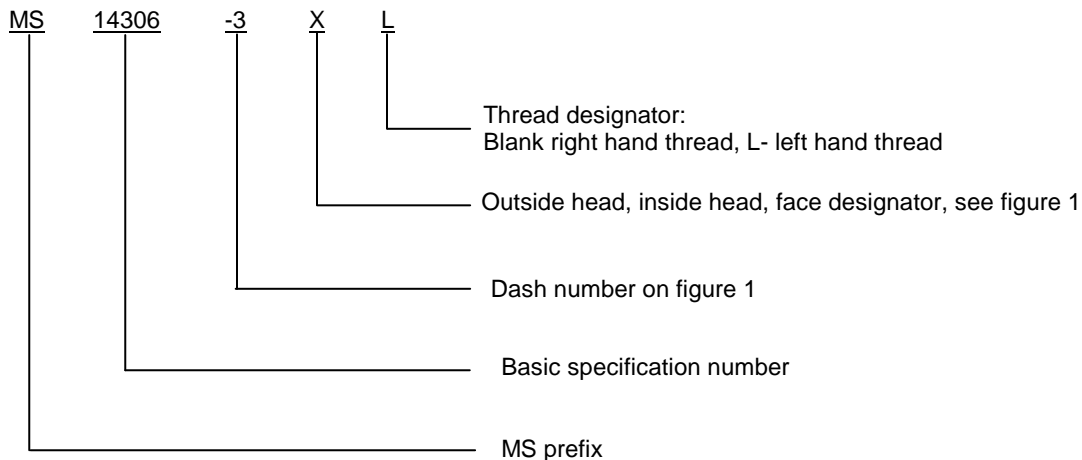 MS 14306 -3 X L
Thread designator:
Blank right hand thread, L- left hand thread
Outside head, inside head, face designator, see figure 1
Dash number on figure 1
Basic specification number
MS prefix